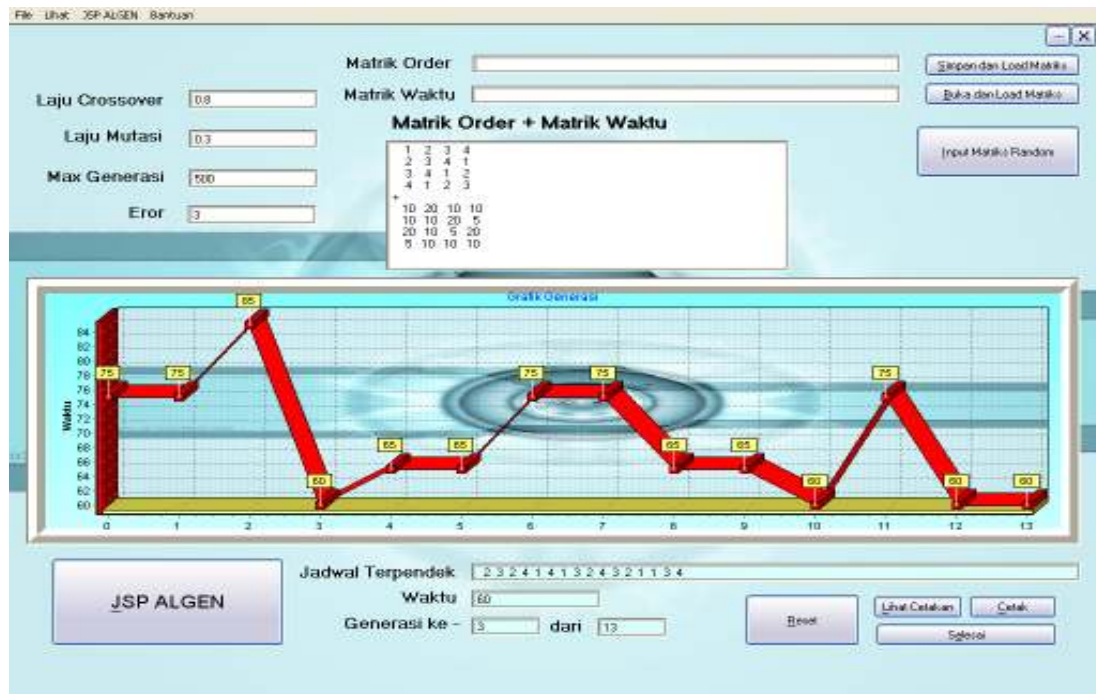 File Lihat JSP ALGEN Bantuan
Matrik Order
Simpan dan Load Matriks
Laju Crossover 0.8
Matrik Waktu
Buka dan Load Matriks
Matrik Order + Matrik Waktu
Laju Mutasi 0.3
Input Matriks Random
Max Generasi 500
Eror 3
1 2 3 4
2 3 4 1
3 4 1 2
4 1 2 3
+
10 20 10 10
10 10 20 5
20 10 5 20
5 10 10 10
Grafik Generasi
Waktu
84
82
80
78
76
74
72
70
68
66
64
62
60
75 75 85 60 65 65 75 75 65 65 60 75 60 60
0 1 2 3 4 5 6 7 8 9 10 11 12 13
JSP ALGEN
Jadwal Terpendek 2 3 2 4 1 4 1 3 2 4 3 2 1 1 3 4
Waktu 60
Generasi ke - 3 dari 13
Reset
Lihat Cetakan
Cetak
Selesai